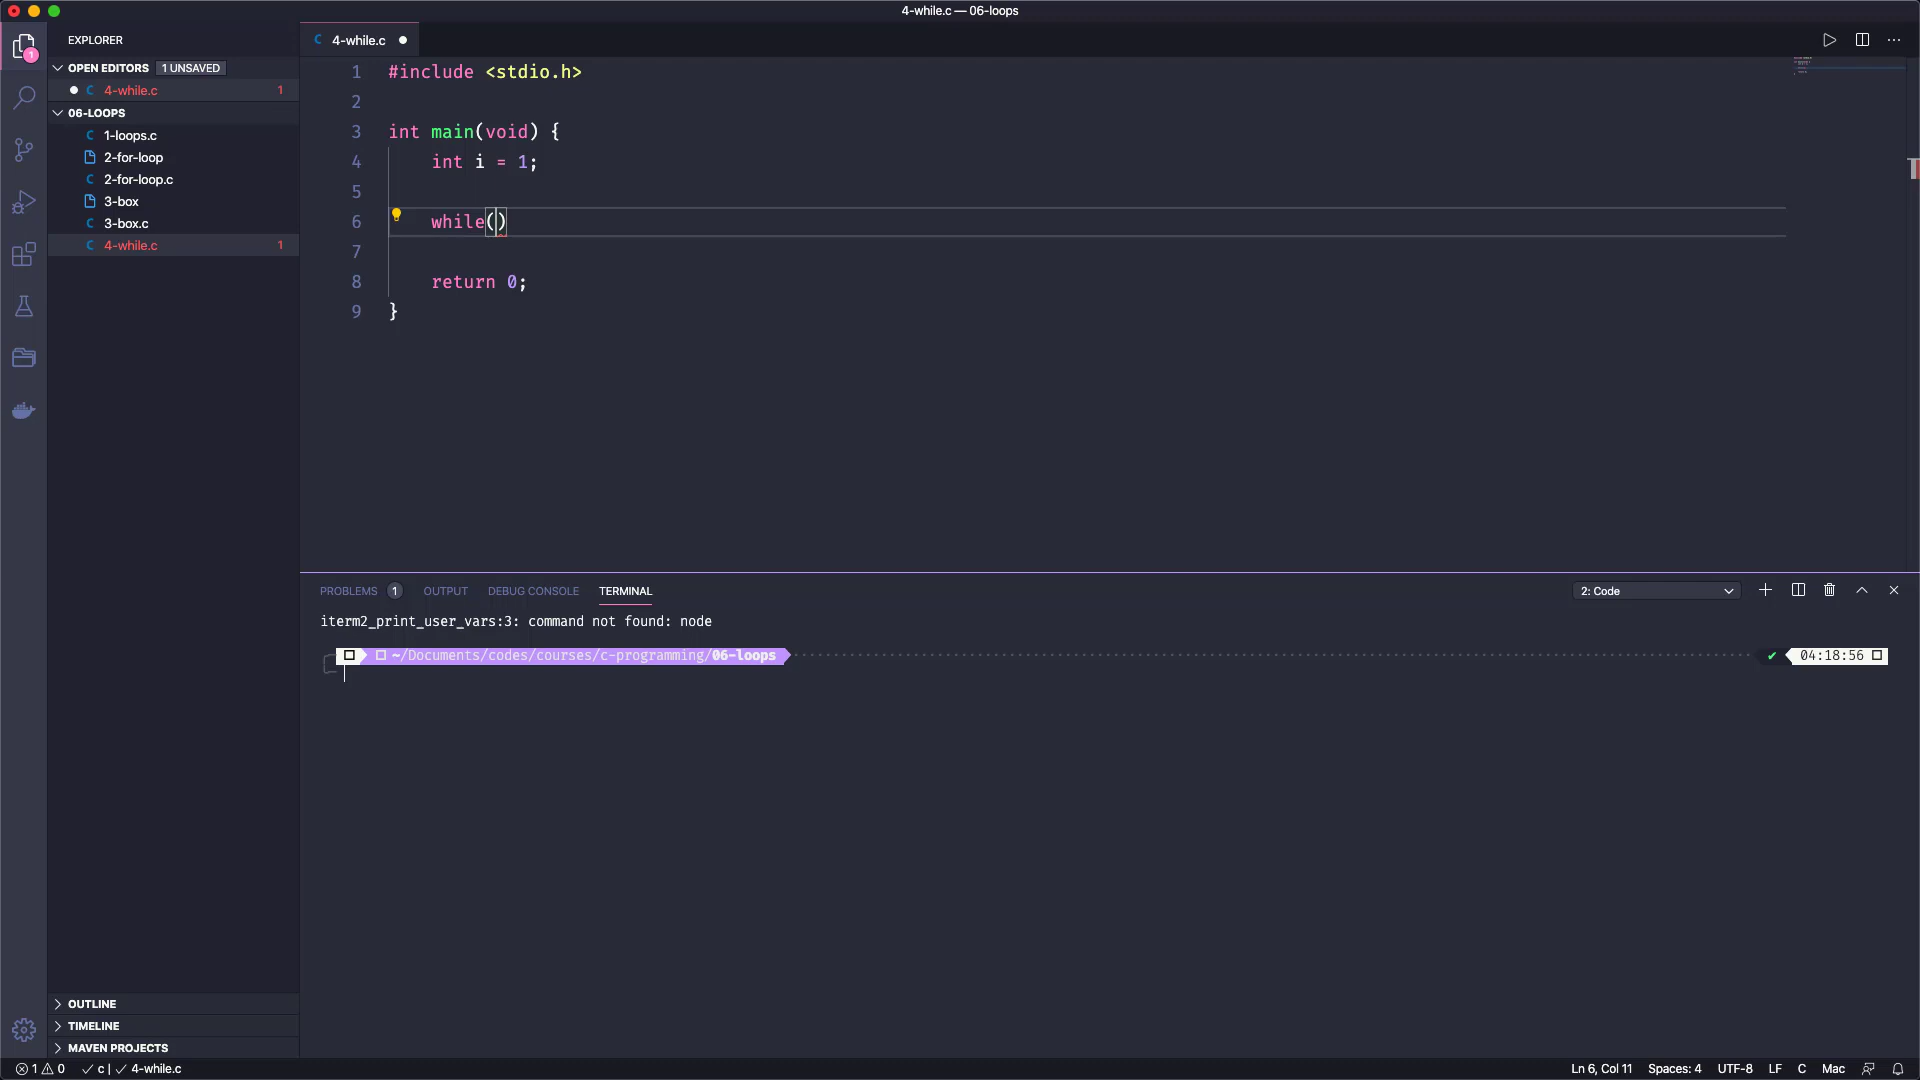 4-while.c — 06-loops
EXPLORER
OPEN EDITORS 1 UNSAVED
4-while.c 1
06-LOOPS
1-loops.c
2-for-loop
2-for-loop.c
3-box
3-box.c
4-while.c 1
OUTLINE
TIMELINE
MAVEN PROJECTS
1
4-while.c
1 #include <stdio.h>
2
3 int main(void) {
4 int i = 1;
5
6 while()
7
8 return 0;
9 }
PROBLEMS 1 OUTPUT DEBUG CONSOLE TERMINAL 2: Code
iterm2_print_user_vars:3: command not found: node
~/Documents/codes/courses/c-programming/06-loops 04:18:56
1 0 c | 4-while.c Ln 6, Col 11 Spaces: 4 UTF-8 LF C Mac